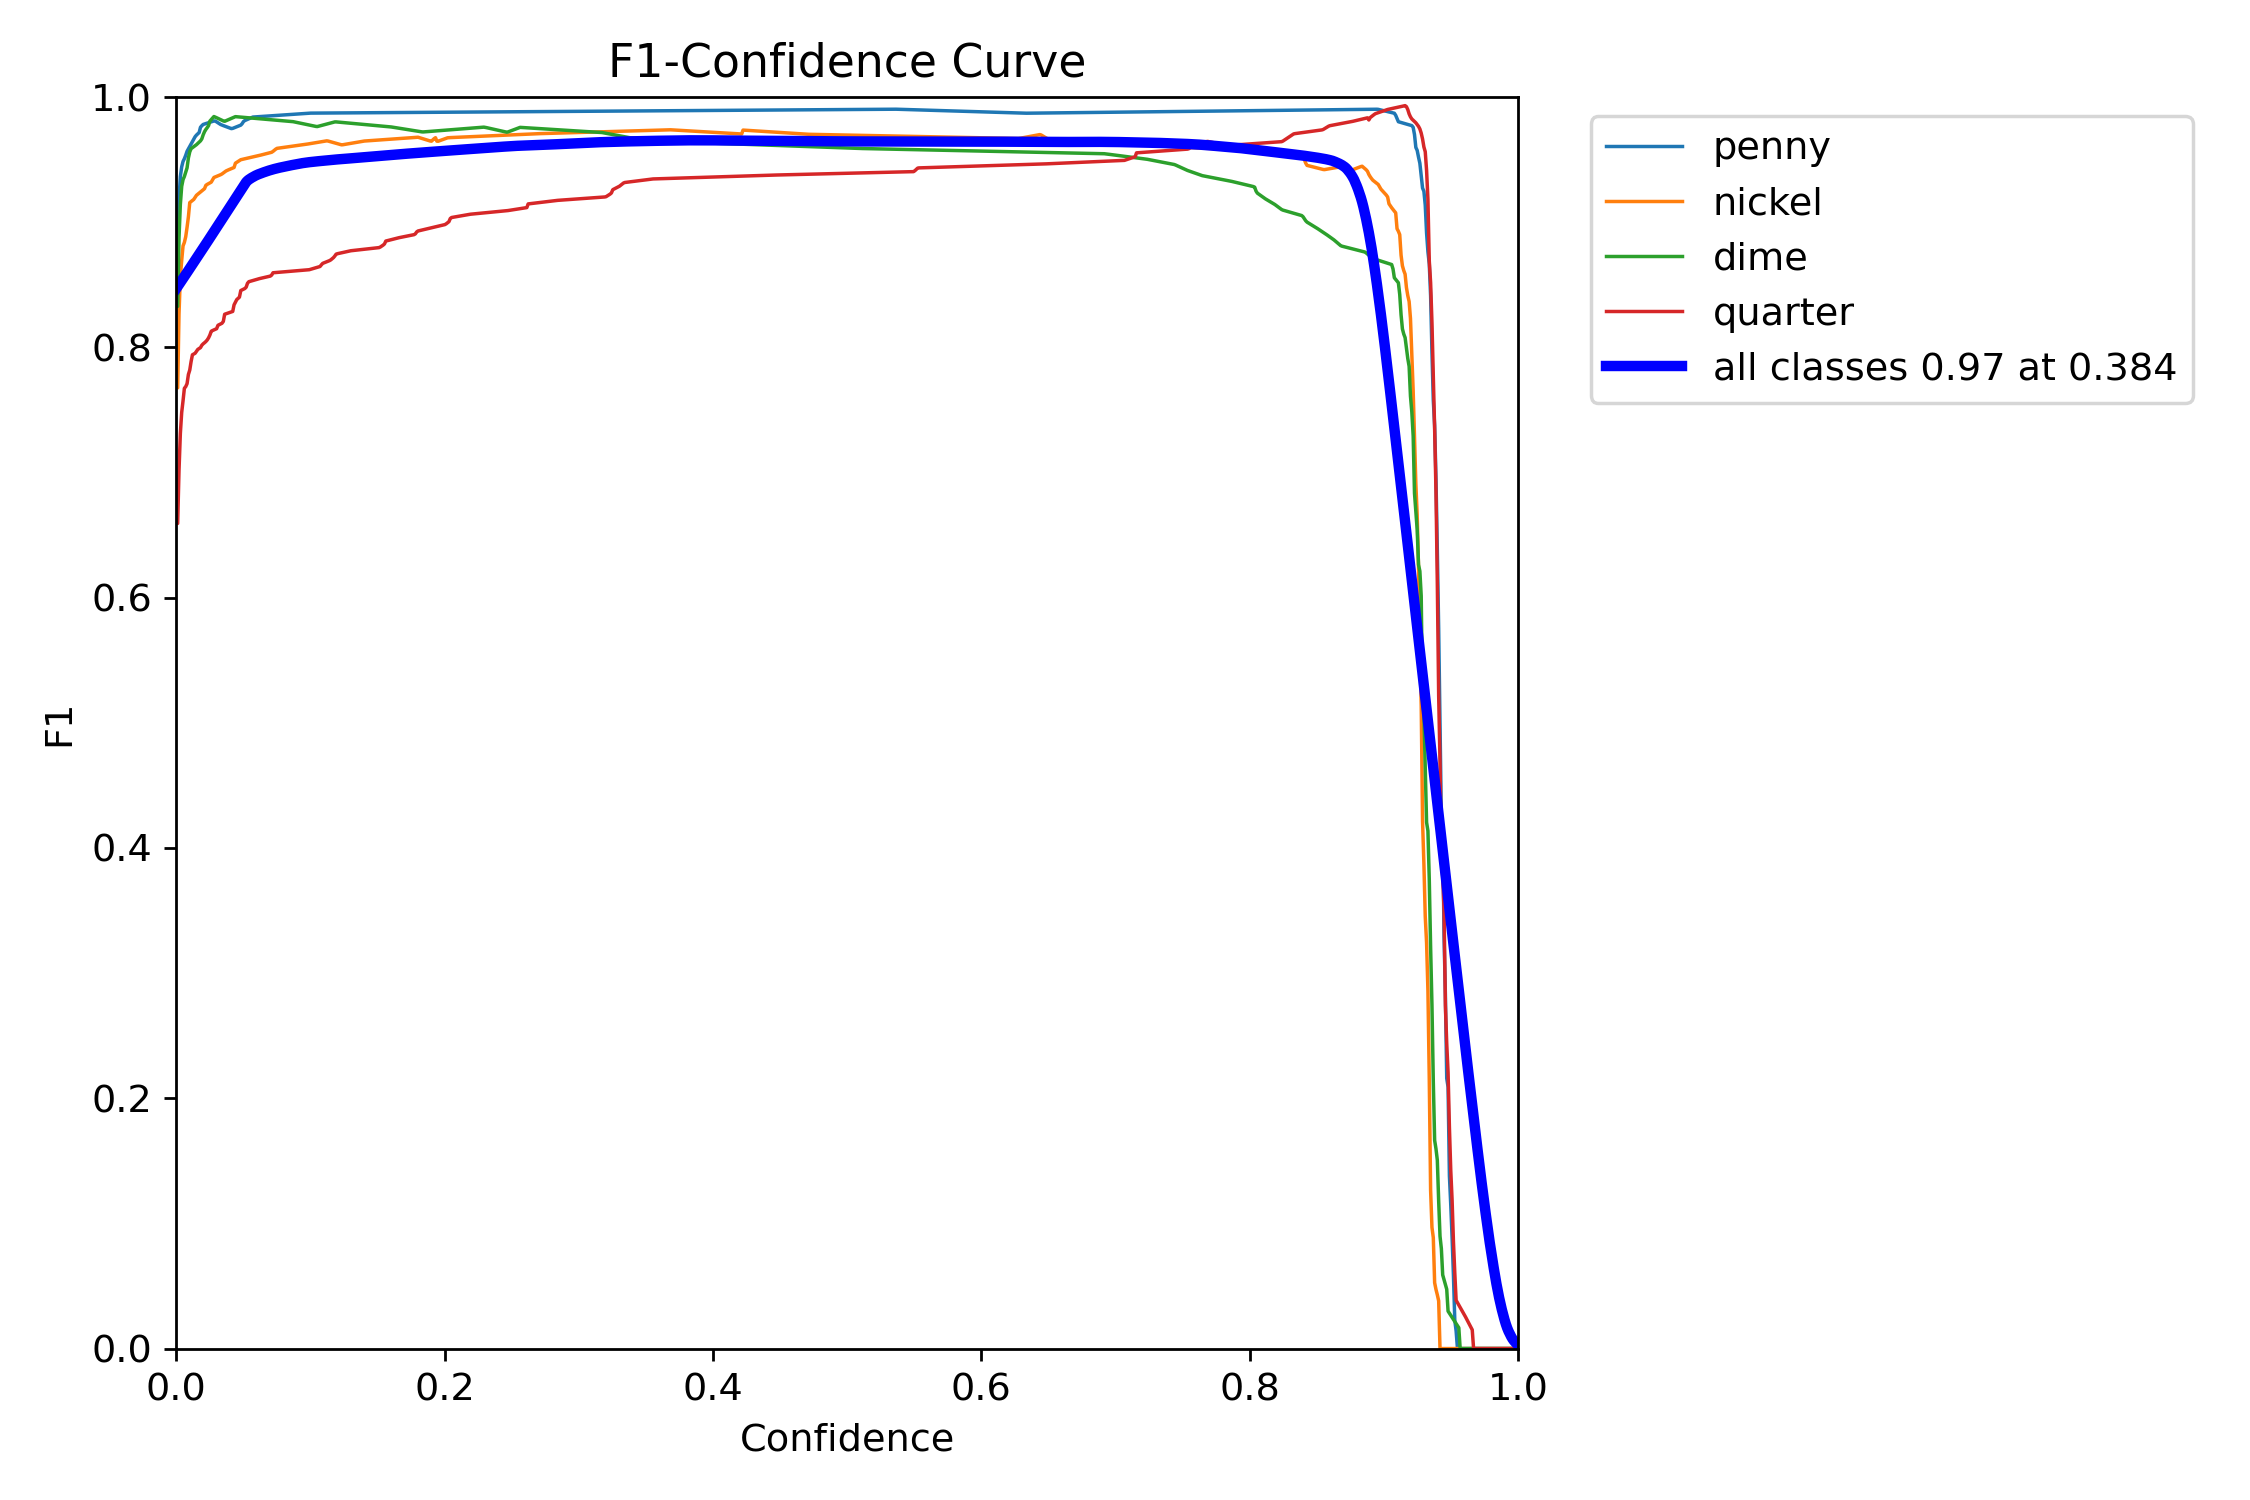 F1-Confidence Curve
1.0
0.8
0.6
0.4
0.2
0.0
F1
0.0 0.2 0.4 0.6 0.8 1.0
Confidence
penny
nickel
dime
quarter
all classes 0.97 at 0.384